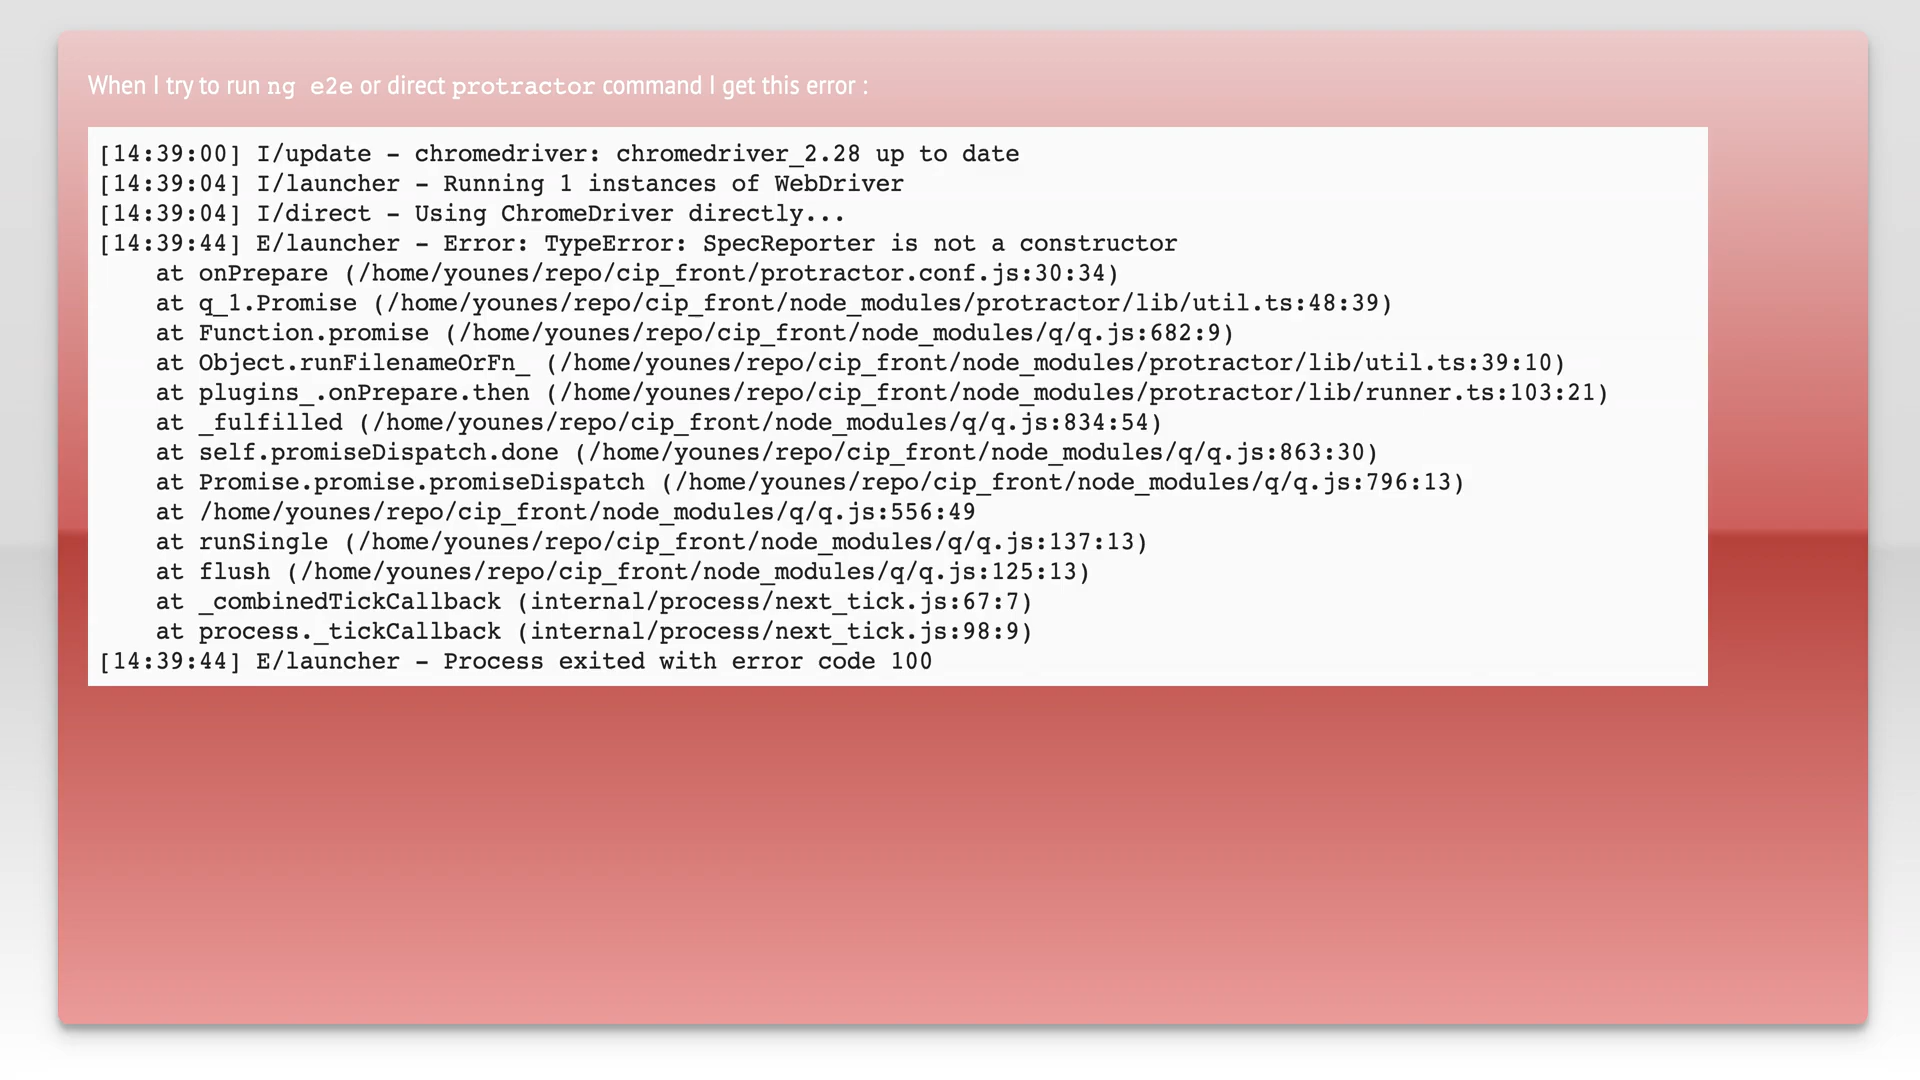 When I try to run ng e2e or direct protractor command I get this error :
[14:39:00] I/update - chromedriver: chromedriver_2.28 up to date
[14:39:04] I/launcher - Running 1 instances of WebDriver
[14:39:04] I/direct - Using ChromeDriver directly...
[14:39:44] E/launcher - Error: TypeError: SpecReporter is not a constructor
    at onPrepare (/home/younes/repo/cip_front/protractor.conf.js:30:34)
    at q_1.Promise (/home/younes/repo/cip_front/node_modules/protractor/lib/util.ts:48:39)
    at Function.promise (/home/younes/repo/cip_front/node_modules/q/q.js:682:9)
    at Object.runFilenameOrFn_ (/home/younes/repo/cip_front/node_modules/protractor/lib/util.ts:39:10)
    at plugins_.onPrepare.then (/home/younes/repo/cip_front/node_modules/protractor/lib/runner.ts:103:21)
    at _fulfilled (/home/younes/repo/cip_front/node_modules/q/q.js:834:54)
    at self.promiseDispatch.done (/home/younes/repo/cip_front/node_modules/q/q.js:863:30)
    at Promise.promise.promiseDispatch (/home/younes/repo/cip_front/node_modules/q/q.js:796:13)
    at /home/younes/repo/cip_front/node_modules/q/q.js:556:49
    at runSingle (/home/younes/repo/cip_front/node_modules/q/q.js:137:13)
    at flush (/home/younes/repo/cip_front/node_modules/q/q.js:125:13)
    at _combinedTickCallback (internal/process/next_tick.js:67:7)
    at process._tickCallback (internal/process/next_tick.js:98:9)
[14:39:44] E/launcher - Process exited with error code 100